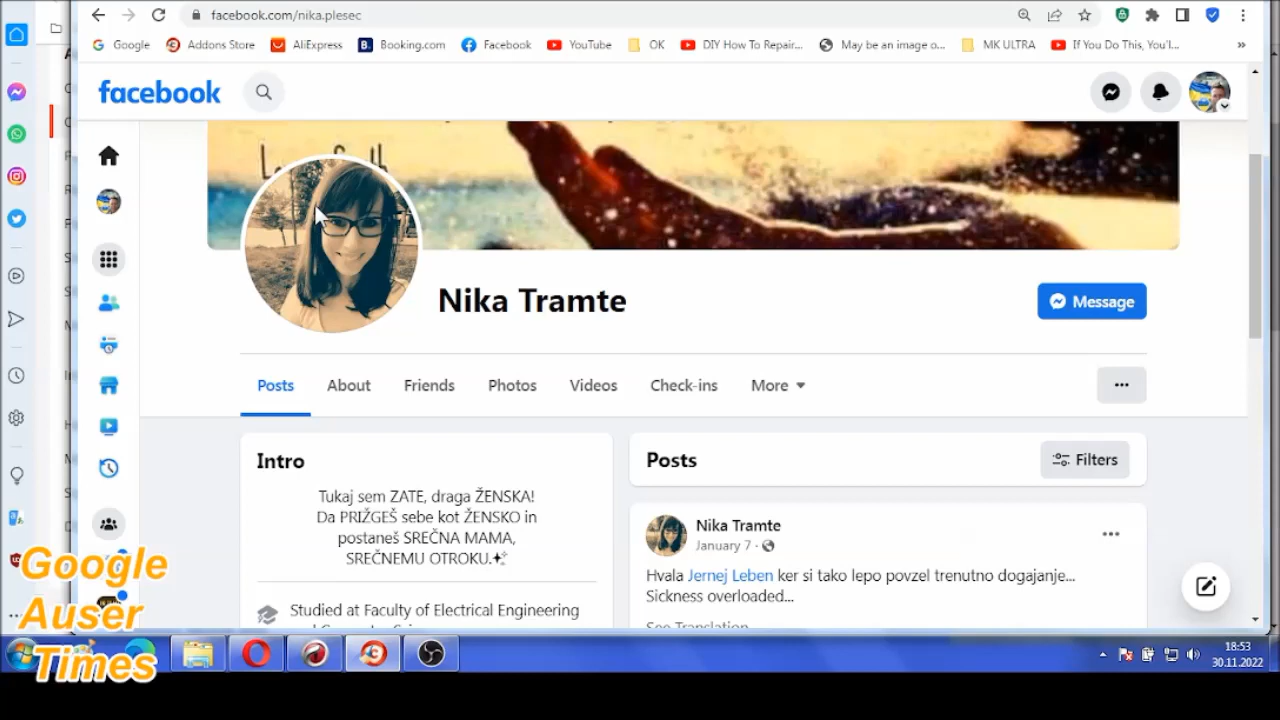 facebook.com/nika.plesec
Google
Addons Store
AliExpress
Booking.com
Facebook
YouTube
OK
DIY How To Repair...
May be an image o...
MK ULTRA
If You Do This, You'l...
facebook
Nika Tramte
Message
Posts
About
Friends
Photos
Videos
Check-ins
More
Intro
Tukaj sem ZATE, draga ŽENSKA!
Da PRIŽGEŠ sebe kot ŽENSKO in
postaneš SREČNA MAMA,
SREČNEMU OTROKU.
Studied at Faculty of Electrical Engineering
Posts
Filters
Nika Tramte
January 7
Hvala Jernej Leben ker si tako lepo povzel trenutno dogajanje...
Sickness overloaded...
See Translation
Google
Auser
Times
18:53
30.11.2022